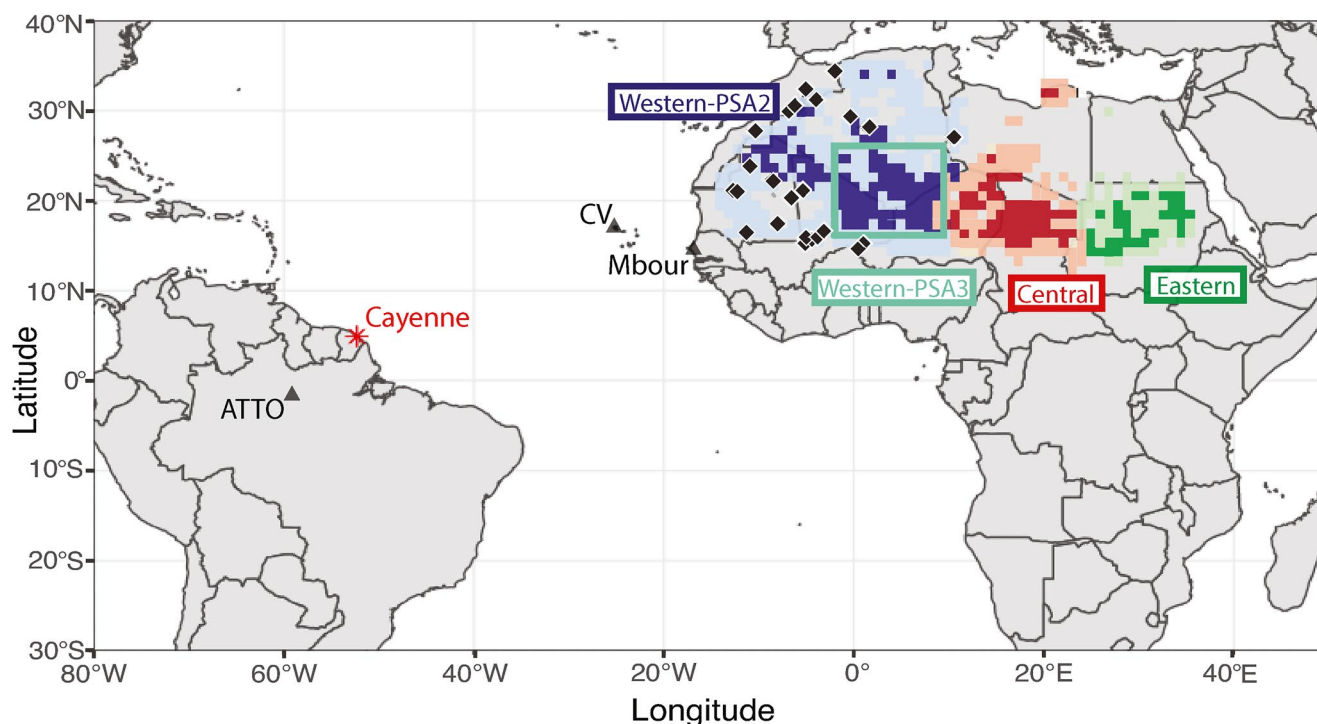 40°N
30°N
20°N
10°N
0°
10°S
20°S
30°S
Latitude
Western-PSA2
CV
Mbour
Western-PSA3
Central
Eastern
Cayenne
ATTO
80°W
60°W
40°W
20°W
0°
20°E
40°E
Longitude